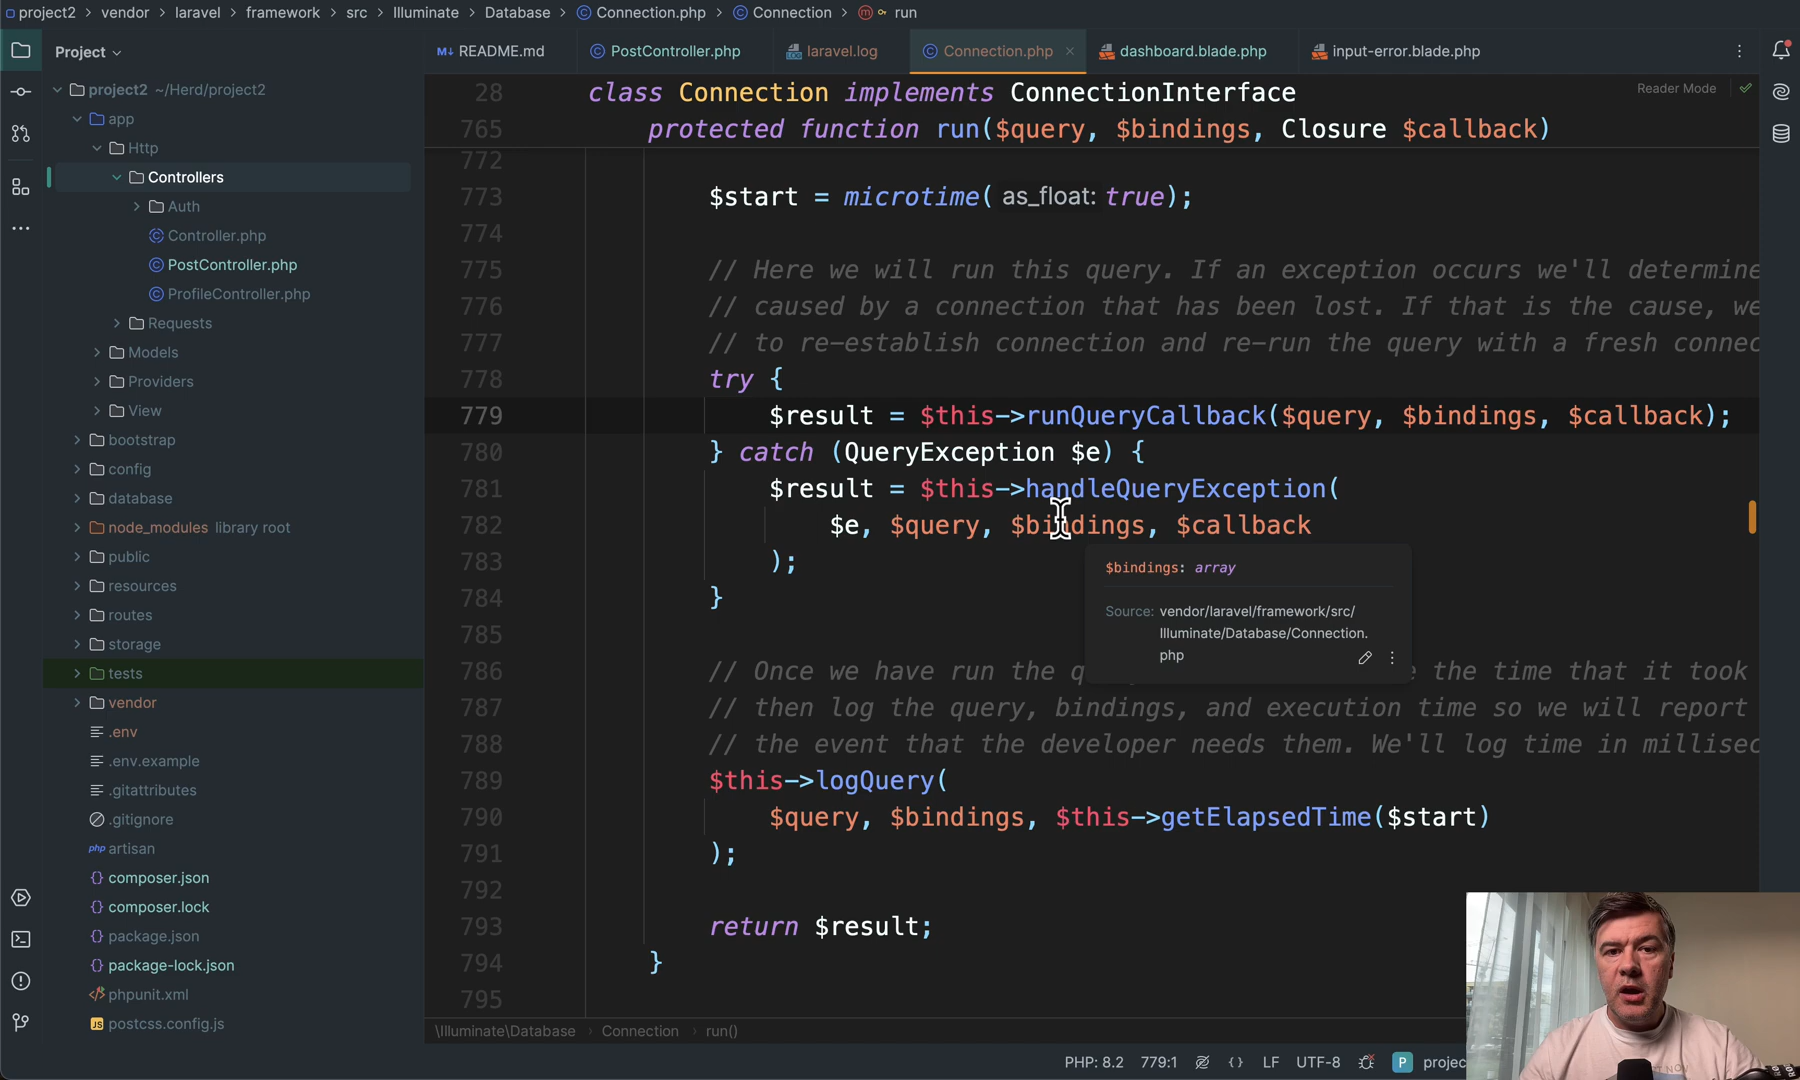 project2 › vendor › laravel › framework › src › Illuminate › Database › Connection.php › Connection › run
Project
README.md
PostController.php
laravel.log
Connection.php
dashboard.blade.php
input-error.blade.php
project2 ~/Herd/project2
app
Http
Controllers
Auth
Controller.php
PostController.php
ProfileController.php
Requests
Models
Providers
View
bootstrap
config
database
node_modules library root
public
resources
routes
storage
tests
vendor
.env
.env.example
.gitattributes
.gitignore
php artisan
composer.json
composer.lock
package.json
package-lock.json
phpunit.xml
JS postcss.config.js
Reader Mode
28 class Connection implements ConnectionInterface
765 protected function run($query, $bindings, Closure $callback)
772
773 $start = microtime( as_float: true);
774
775 // Here we will run this query. If an exception occurs we'll determine
776 // caused by a connection that has been lost. If that is the cause, we
777 // to re-establish connection and re-run the query with a fresh connec
778 try {
779 $result = $this->runQueryCallback($query, $bindings, $callback);
780 } catch (QueryException $e) {
781 $result = $this->handleQueryException(
782 $e, $query, $bindings, $callback
783 );
784 }
785
786 // Once we have run the q the time that it took
787 // then log the query, bindings, and execution time so we will report
788 // the event that the developer needs them. We'll log time in millisec
789 $this->logQuery(
790 $query, $bindings, $this->getElapsedTime($start)
791 );
792
793 return $result;
794 }
795
$bindings: array
Source: vendor/laravel/framework/src/
Illuminate/Database/Connection.
php
\Illuminate\Database › Connection › run()
PHP: 8.2 779:1 LF UTF-8 P projec